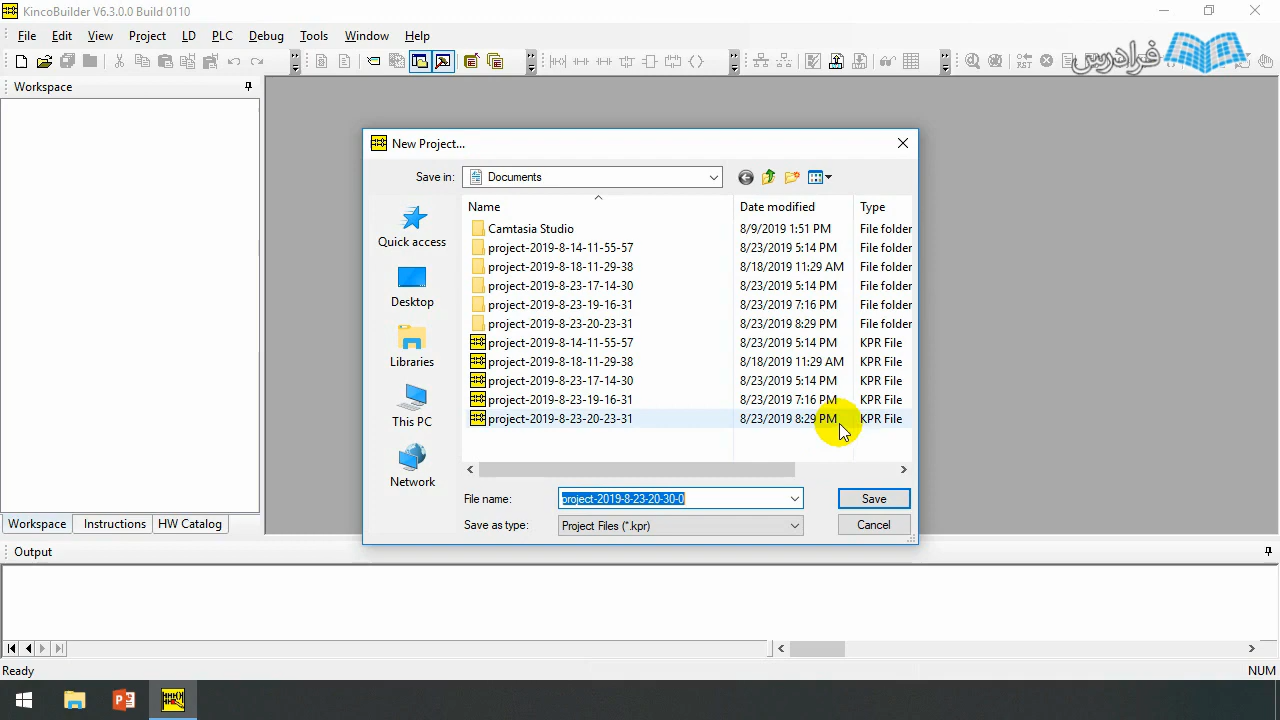 KincoBuilder V6.3.0.0 Build 0110
File Edit View Project LD PLC Debug Tools Window Help
فرادرس
Workspace
New Project...
Save in: Documents
Name Date modified Type
Quick access
Desktop
Libraries
This PC
Network
Camtasia Studio 8/9/2019 1:51 PM File folder
project-2019-8-14-11-55-57 8/23/2019 5:14 PM File folder
project-2019-8-18-11-29-38 8/18/2019 11:29 AM File folder
project-2019-8-23-17-14-30 8/23/2019 5:14 PM File folder
project-2019-8-23-19-16-31 8/23/2019 7:16 PM File folder
project-2019-8-23-20-23-31 8/23/2019 8:29 PM File folder
project-2019-8-14-11-55-57 8/23/2019 5:14 PM KPR File
project-2019-8-18-11-29-38 8/18/2019 11:29 AM KPR File
project-2019-8-23-17-14-30 8/23/2019 5:14 PM KPR File
project-2019-8-23-19-16-31 8/23/2019 7:16 PM KPR File
project-2019-8-23-20-23-31 8/23/2019 8:29 PM KPR File
File name: project-2019-8-23-20-30-0 Save
Save as type: Project Files (*.kpr) Cancel
Workspace Instructions HW Catalog
Output
Ready NUM